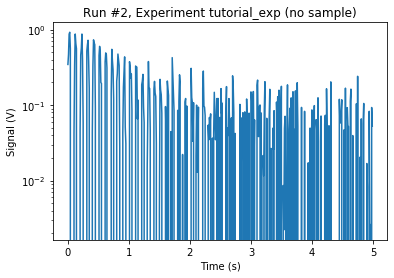 Run #2, Experiment tutorial_exp (no sample)
Signal (V)
10⁰
10⁻¹
10⁻²
0 1 2 3 4 5
Time (s)